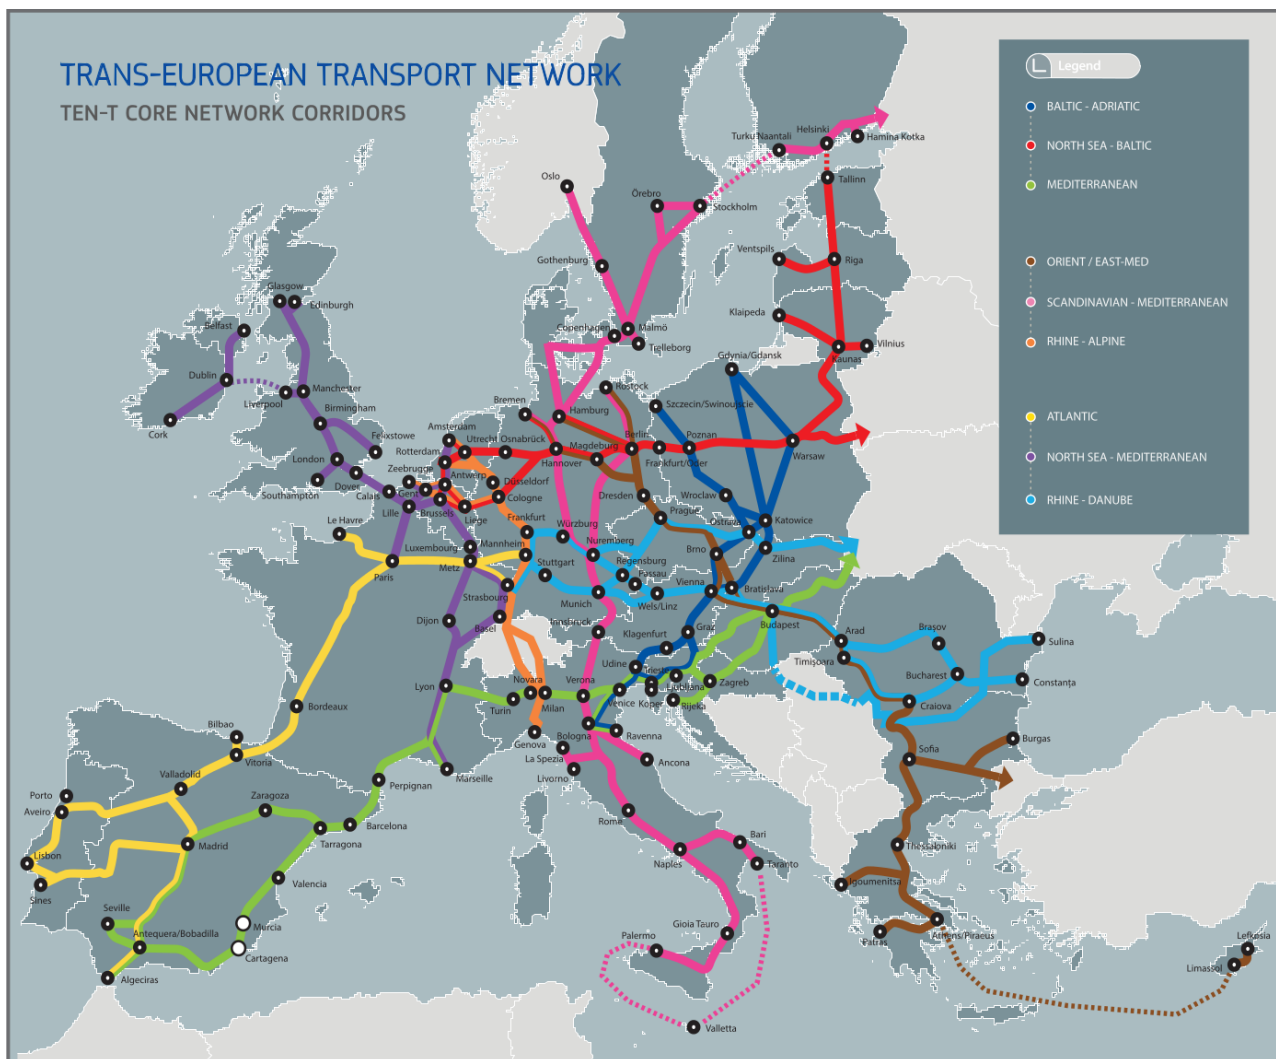 TRANS-EUROPEAN TRANSPORT NETWORK
TEN-T CORE NETWORK CORRIDORS
Legend
BALTIC - ADRIATIC
NORTH SEA - BALTIC
MEDITERRANEAN
ORIENT / EAST-MED
SCANDINAVIAN - MEDITERRANEAN
RHINE - ALPINE
ATLANTIC
NORTH SEA - MEDITERRANEAN
RHINE - DANUBE
Helsinki
Turku Naantali
Hamina Kotka
Oslo
Örebro
Stockholm
Tallinn
Gothenburg
Ventspils
Riga
Glasgow
Edinburgh
Belfast
Copenhagen
Malmö
Trelleborg
Klaipeda
Kaunas
Vilnius
Dublin
Liverpool
Manchester
Birmingham
Cork
Gdynia/Gdansk
Rostock
Szczecin/Swinoujscie
Bremen
Hamburg
Felixstowe
Amsterdam
Utrecht
Osnabrück
Magdeburg
Berlin
Poznan
Warsaw
London
Rotterdam
Hannover
Frankfurt/Oder
Southampton
Dover
Zeebrugge
Antwerp
Düsseldorf
Calais
Gent
Cologne
Dresden
Wroclaw
Lille
Brussels
Liège
Le Havre
Frankfurt
Würzburg
Prague
Ostrava
Katowice
Luxembourg
Mannheim
Nuremberg
Paris
Metz
Stuttgart
Regensburg
Passau
Brno
Zilina
Strasbourg
Munich
Wels/Linz
Vienna
Bratislava
Dijon
Basel
Innsbruck
Klagenfurt
Graz
Budapest
Arad
Braşov
Sulina
Timişoara
Udine
Trieste
Ljubljana
Zagreb
Bucharest
Constanţa
Lyon
Novara
Verona
Turin
Milan
Venice
Koper
Rijeka
Craiova
Bordeaux
Genova
Bologna
Ravenna
Bilbao
Vitoria
La Spezia
Ancona
Sofia
Burgas
Marseille
Livorno
Perpignan
Valladolid
Porto
Aveiro
Zaragoza
Rome
Barcelona
Tarragona
Madrid
Bari
Thessaloniki
Lisbon
Naples
Taranto
Sines
Valencia
Igoumenitsa
Seville
Murcia
Antequera/Bobadilla
Gioia Tauro
Palermo
Patras
Athens/Piraeus
Lefkosia
Cartagena
Limassol
Algeciras
Valletta